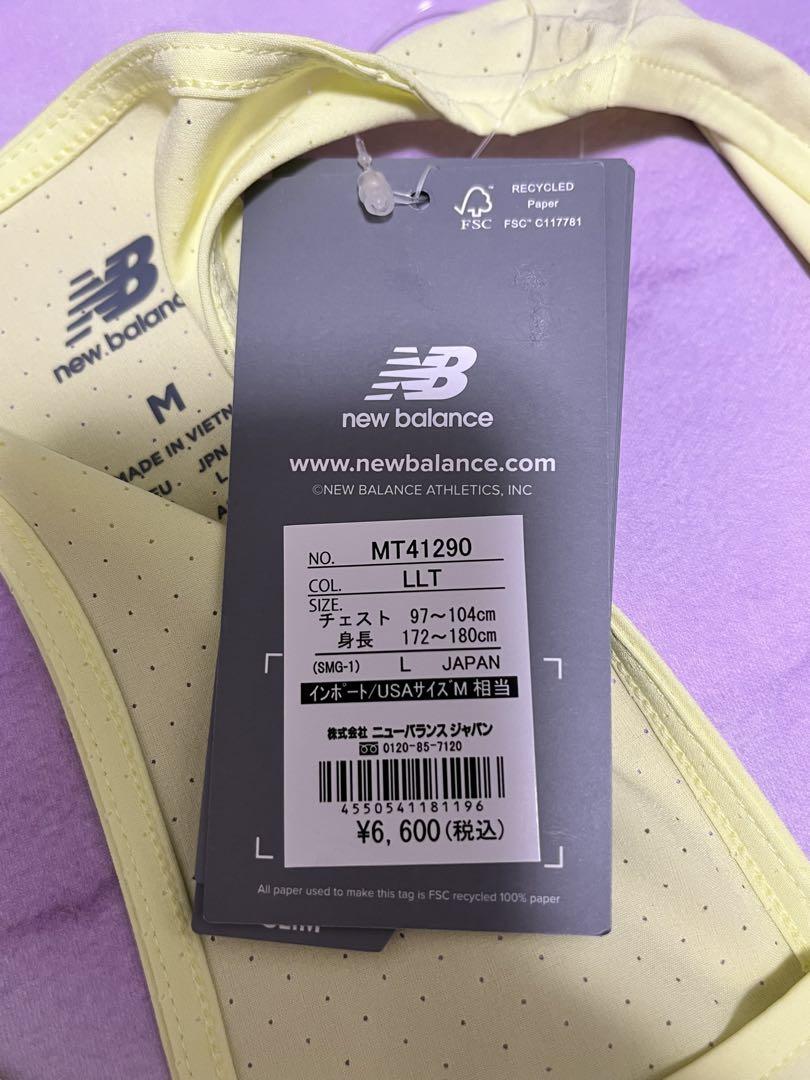 RECYCLED
Paper
FSC™ C117781
FSC
new balance
www.newbalance.com
©NEW BALANCE ATHLETICS, INC
NO. MT41290
COL. LLT
SIZE.
チェスト 97～104cm
身長 172～180cm
(SMG-1) L JAPAN
インポート/USAサイズM 相当
株式会社 ニューバランス ジャパン
0120-85-7120
4550541181196
¥6,600(税込)
All paper used to make this tag is FSC recycled 100% paper
new balanc
M
MADE IN VIETN
EU JPN
L